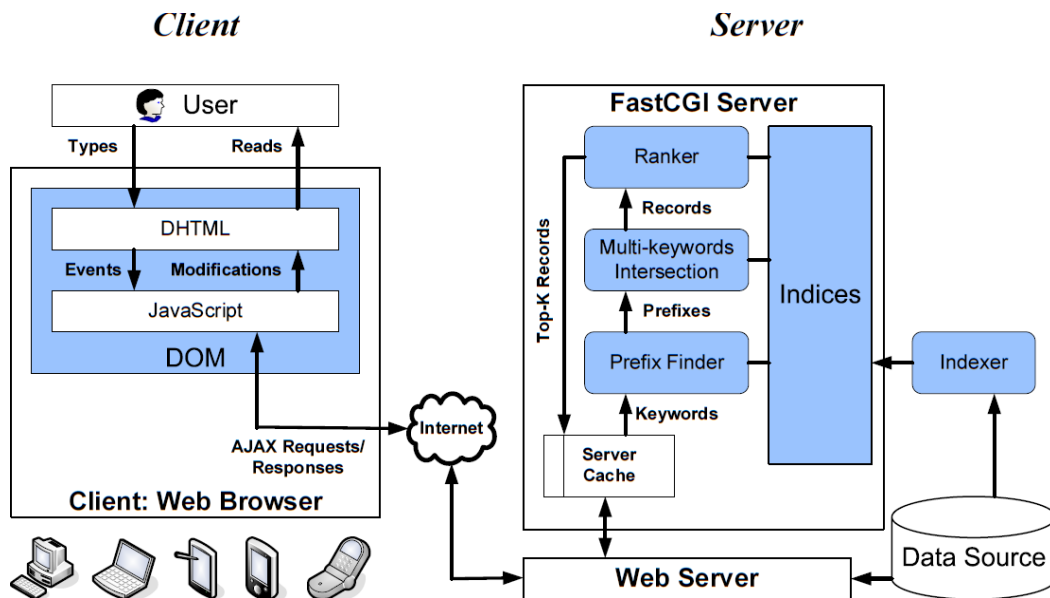 Client
Server
User
Types
Reads
DHTML
Events
Modifications
JavaScript
DOM
AJAX Requests/
Responses
Client: Web Browser
Internet
FastCGI Server
Ranker
Records
Multi-keywords
Intersection
Prefixes
Prefix Finder
Keywords
Top-K Records
Server
Cache
Indices
Indexer
Data Source
Web Server